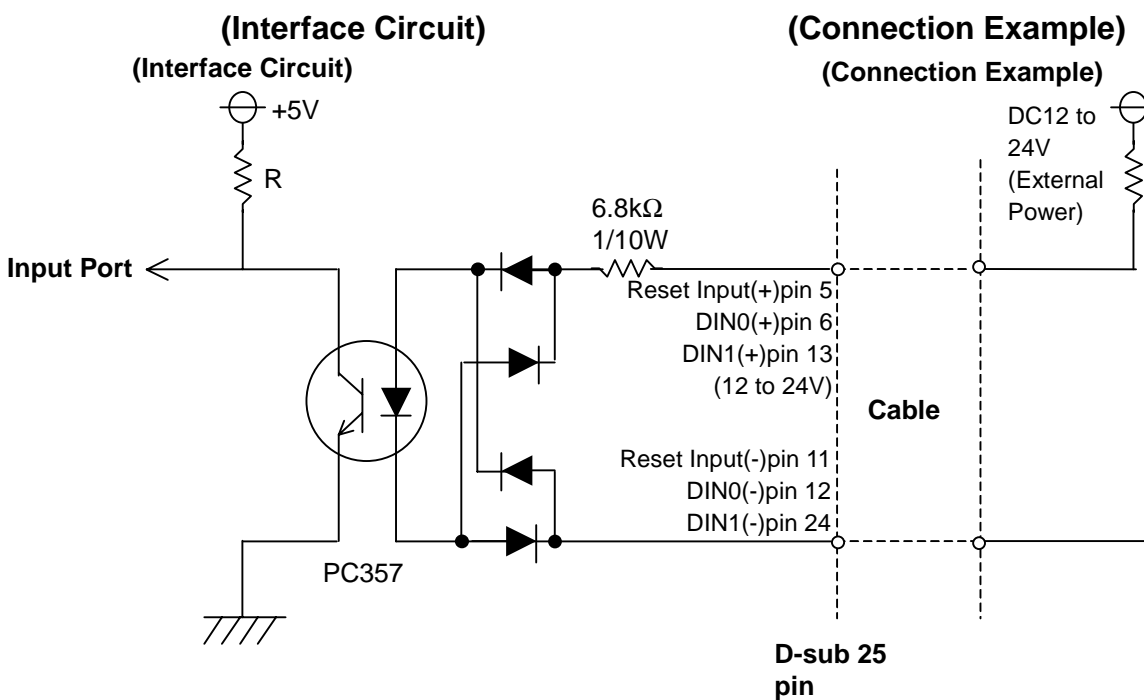 (Interface Circuit)
(Connection Example)
(Interface Circuit)
(Connection Example)
+5V
DC12 to
24V
(External
Power)
R
6.8kΩ
1/10W
Input Port
Reset Input(+)pin 5
DIN0(+)pin 6
DIN1(+)pin 13
(12 to 24V)
Cable
Reset Input(-)pin 11
DIN0(-)pin 12
DIN1(-)pin 24
PC357
D-sub 25
pin